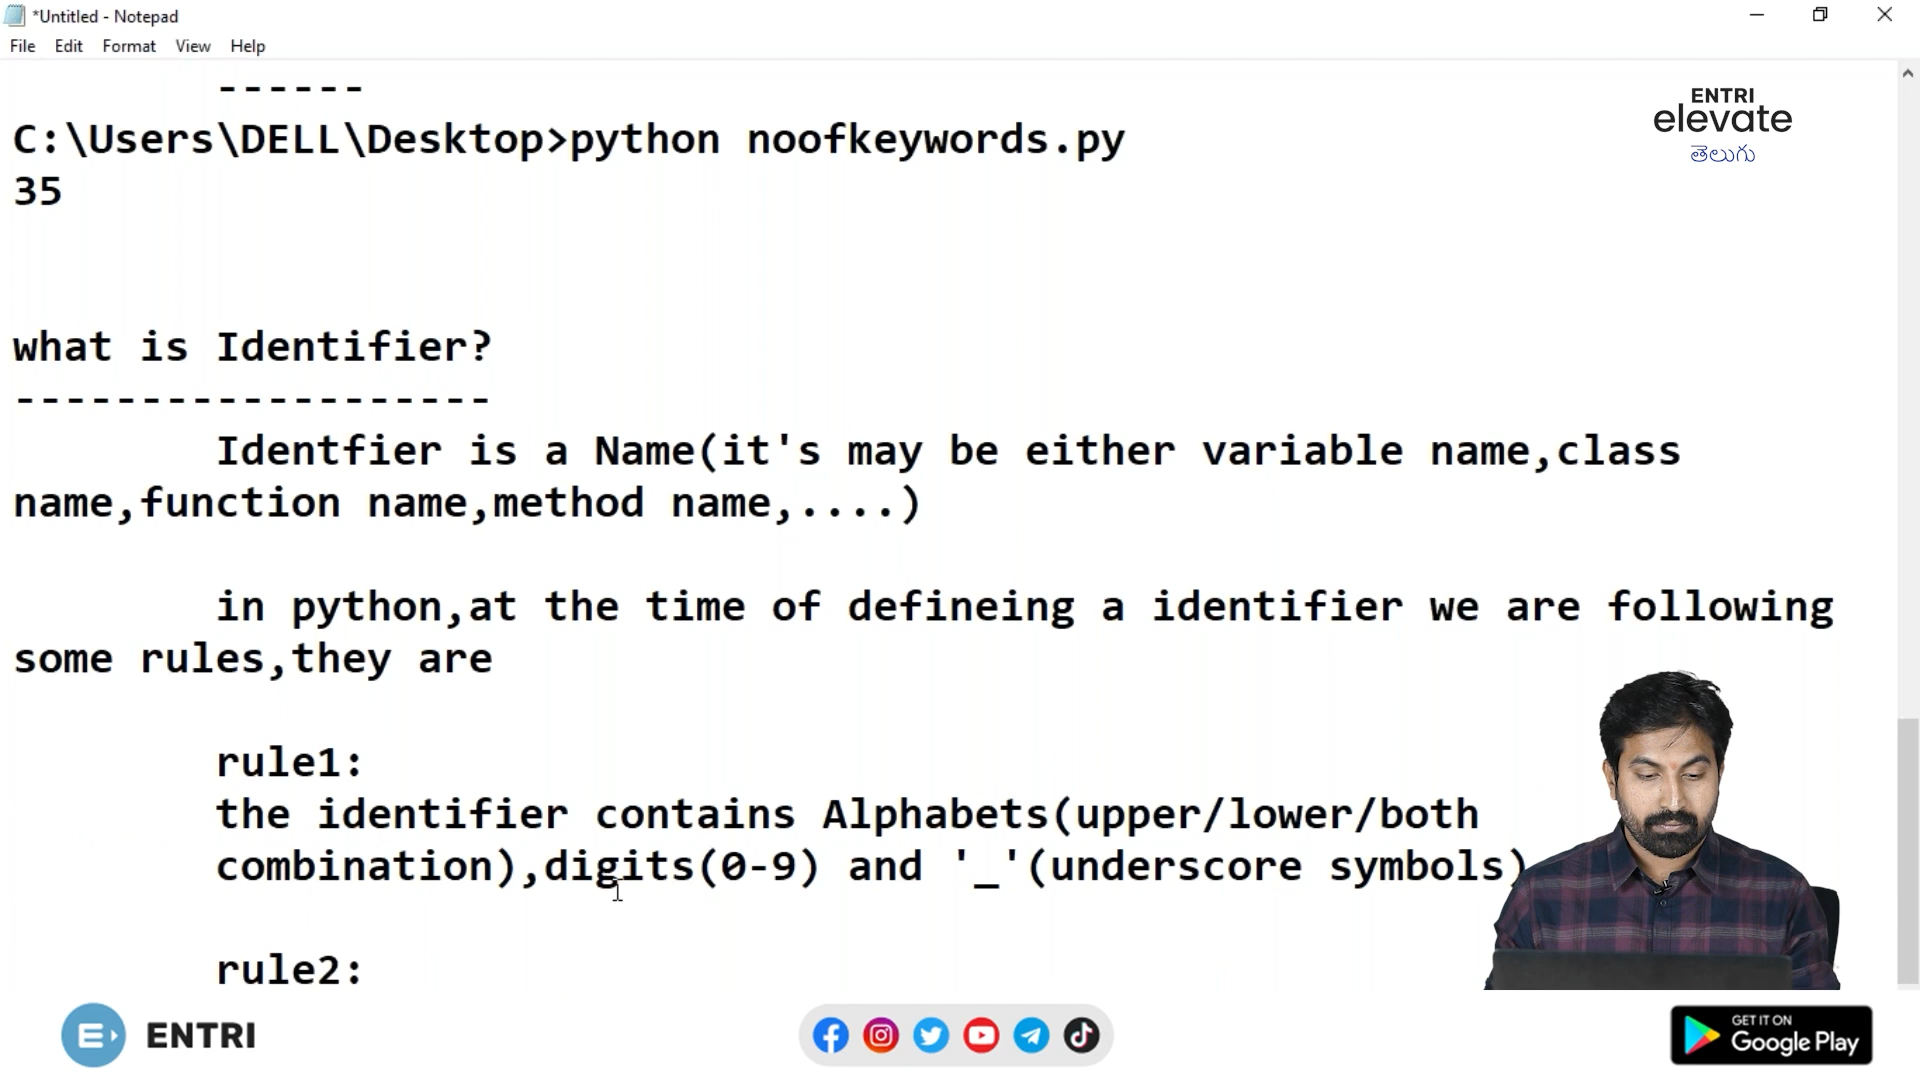 *Untitled - Notepad
File Edit Format View Help
------
ENTRI
elevate
తెలుగు
C:\Users\DELL\Desktop>python noofkeywords.py
35
what is Identifier?
-------------------
Identfier is a Name(it's may be either variable name,class
name,function name,method name,....)
in python,at the time of defineing a identifier we are following
some rules,they are
rule1:
the identifier contains Alphabets(upper/lower/both
combination),digits(0-9) and '_'(underscore symbols)
rule2:
E ENTRI
GET IT ON
Google Play